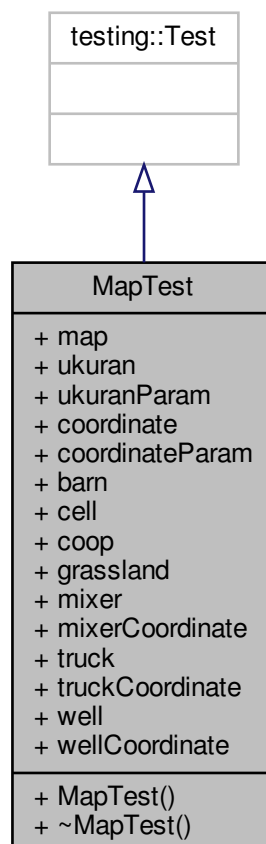 testing::Test
MapTest
+ map
+ ukuran
+ ukuranParam
+ coordinate
+ coordinateParam
+ barn
+ cell
+ coop
+ grassland
+ mixer
+ mixerCoordinate
+ truck
+ truckCoordinate
+ well
+ wellCoordinate
+ MapTest()
+ ~MapTest()